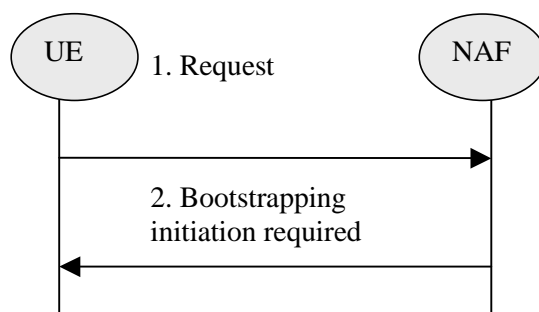 UE
NAF
1. Request
2. Bootstrapping
initiation required